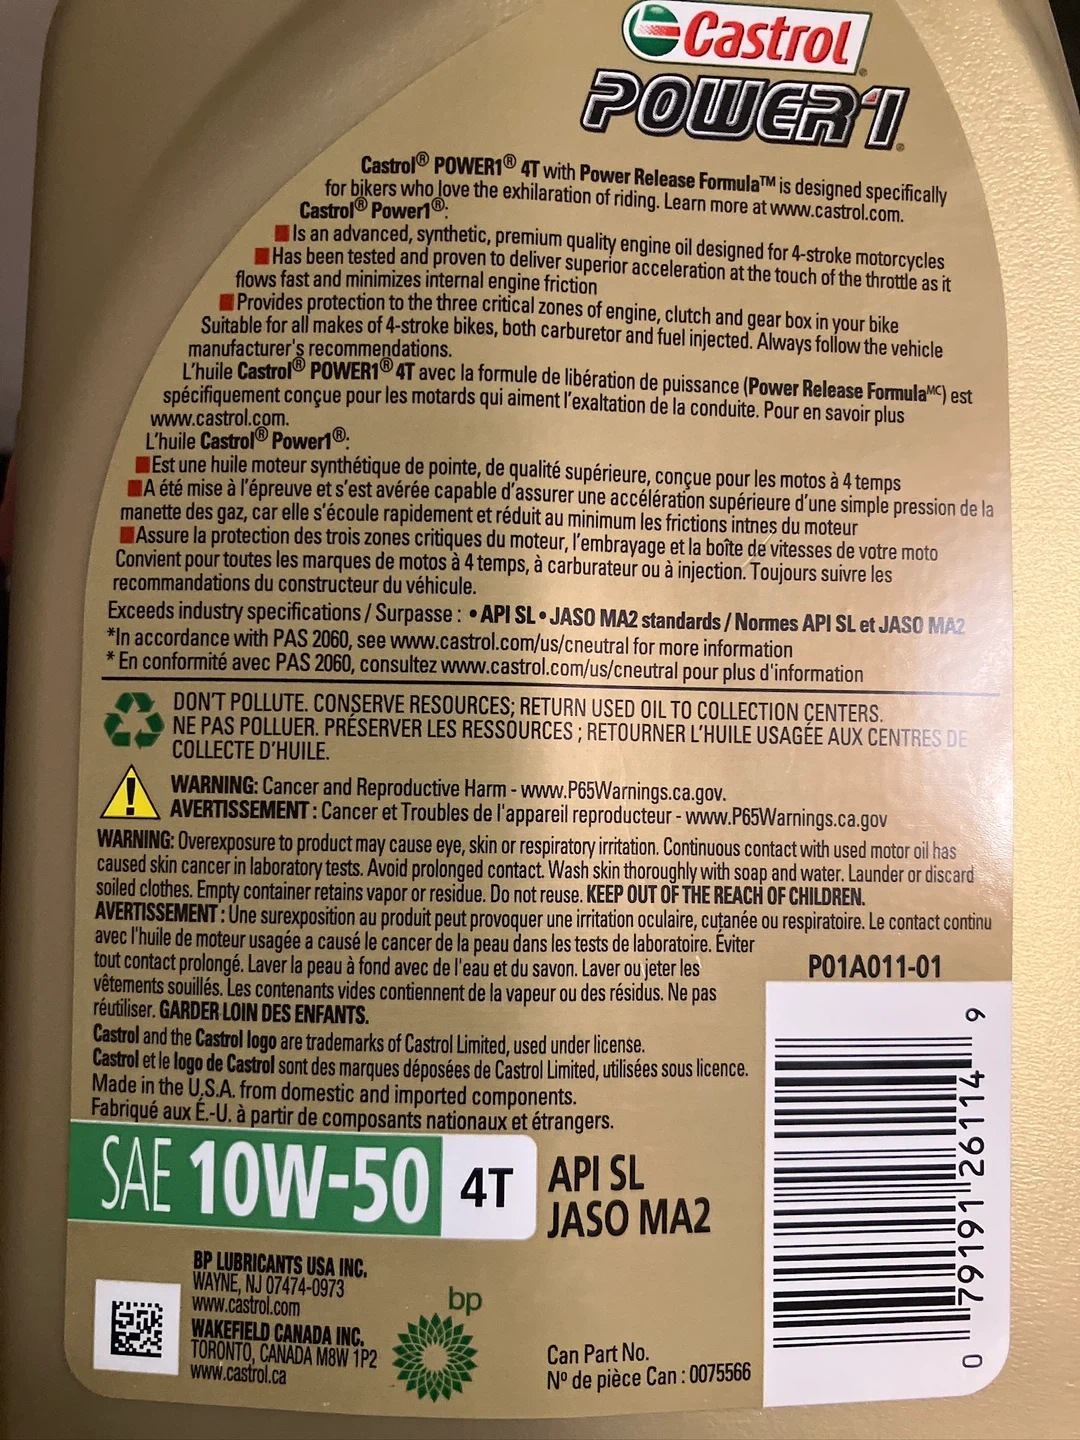 Castrol®
POWER1®
Castrol® POWER1® 4T with Power Release Formula™ is designed specifically
for bikers who love the exhilaration of riding. Learn more at www.castrol.com.
Castrol® Power1®:
Is an advanced, synthetic, premium quality engine oil designed for 4-stroke motorcycles
Has been tested and proven to deliver superior acceleration at the touch of the throttle as it
flows fast and minimizes internal engine friction
Provides protection to the three critical zones of engine, clutch and gear box in your bike
Suitable for all makes of 4-stroke bikes, both carburetor and fuel injected. Always follow the vehicle
manufacturer's recommendations.
L'huile Castrol® POWER1® 4T avec la formule de libération de puissance (Power Release Formulaᴹᶜ) est
spécifiquement conçue pour les motards qui aiment l'exaltation de la conduite. Pour en savoir plus
www.castrol.com.
L'huile Castrol® Power1®:
Est une huile moteur synthétique de pointe, de qualité supérieure, conçue pour les motos à 4 temps
A été mise à l'épreuve et s'est avérée capable d'assurer une accélération supérieure d'une simple pression de la
manette des gaz, car elle s'écoule rapidement et réduit au minimum les frictions intnes du moteur
Assure la protection des trois zones critiques du moteur, l'embrayage et la boîte de vitesses de votre moto
Convient pour toutes les marques de motos à 4 temps, à carburateur ou à injection. Toujours suivre les
recommandations du constructeur du véhicule.
Exceeds industry specifications / Surpasse : • API SL • JASO MA2 standards / Normes API SL et JASO MA2
*In accordance with PAS 2060, see www.castrol.com/us/cneutral for more information
* En conformité avec PAS 2060, consultez www.castrol.com/us/cneutral pour plus d'information
DON'T POLLUTE. CONSERVE RESOURCES; RETURN USED OIL TO COLLECTION CENTERS.
NE PAS POLLUER. PRÉSERVER LES RESSOURCES ; RETOURNER L'HUILE USAGÉE AUX CENTRES DE
COLLECTE D'HUILE.
WARNING: Cancer and Reproductive Harm - www.P65Warnings.ca.gov.
AVERTISSEMENT : Cancer et Troubles de l'appareil reproducteur - www.P65Warnings.ca.gov
WARNING: Overexposure to product may cause eye, skin or respiratory irritation. Continuous contact with used motor oil has
caused skin cancer in laboratory tests. Avoid prolonged contact. Wash skin thoroughly with soap and water. Launder or discard
soiled clothes. Empty container retains vapor or residue. Do not reuse. KEEP OUT OF THE REACH OF CHILDREN.
AVERTISSEMENT : Une surexposition au produit peut provoquer une irritation oculaire, cutanée ou respiratoire. Le contact continu
avec l'huile de moteur usagée a causé le cancer de la peau dans les tests de laboratoire. Éviter
tout contact prolongé. Laver la peau à fond avec de l'eau et du savon. Laver ou jeter les
vêtements souillés. Les contenants vides contiennent de la vapeur ou des résidus. Ne pas
réutiliser. GARDER LOIN DES ENFANTS.
Castrol and the Castrol logo are trademarks of Castrol Limited, used under license.
Castrol et le logo de Castrol sont des marques déposées de Castrol Limited, utilisées sous licence.
Made in the U.S.A. from domestic and imported components.
Fabriqué aux É.-U. à partir de composants nationaux et étrangers.
P01A011-01
0 79191 26114 9
SAE 10W-50 4T
API SL
JASO MA2
BP LUBRICANTS USA INC.
WAYNE, NJ 07474-0973
www.castrol.com
WAKEFIELD CANADA INC.
TORONTO, CANADA M8W 1P2
www.castrol.ca
bp
Can Part No.
Nº de pièce Can : 0075566